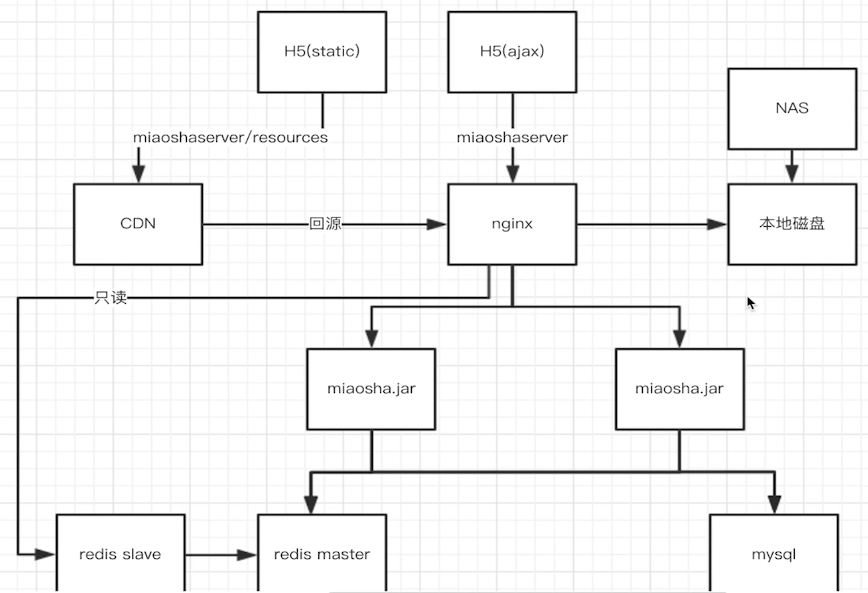 H5(static)
H5(ajax)
NAS
miaoshaserver/resources
miaoshaserver
CDN
回源
nginx
本地磁盘
只读
miaosha.jar
miaosha.jar
redis slave
redis master
mysql